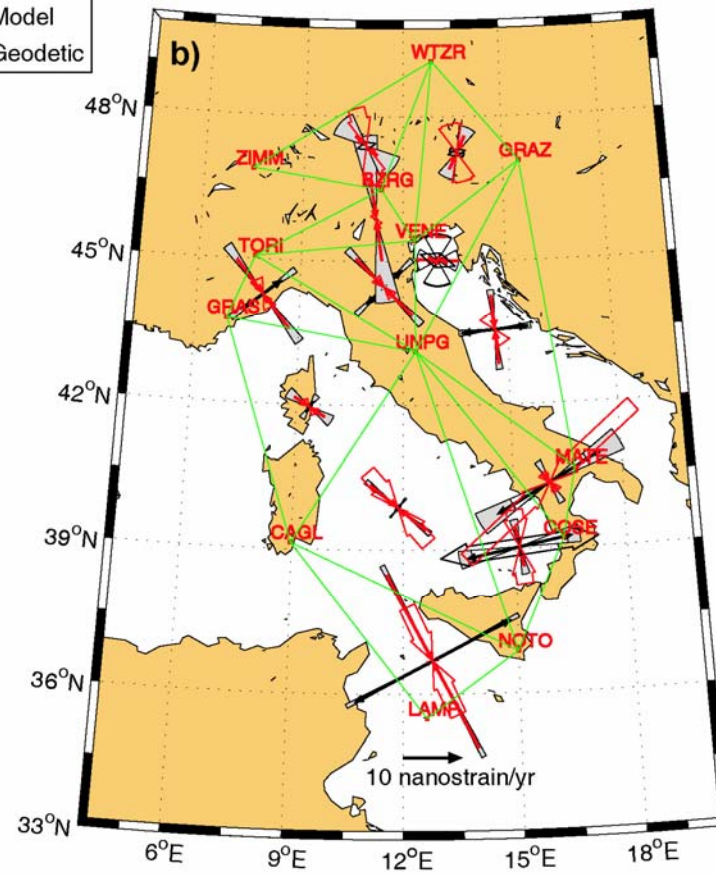 Model
Geodetic
b)
WTZR
48°N
ZIMM
GRAZ
BZRG
VENE
45°N
TORI
GRAS
UNPG
42°N
MATE
COSE
39°N
CAGL
NOTO
36°N
LAMP
10 nanostrain/yr
33°N
6°E
9°E
12°E
15°E
18°E